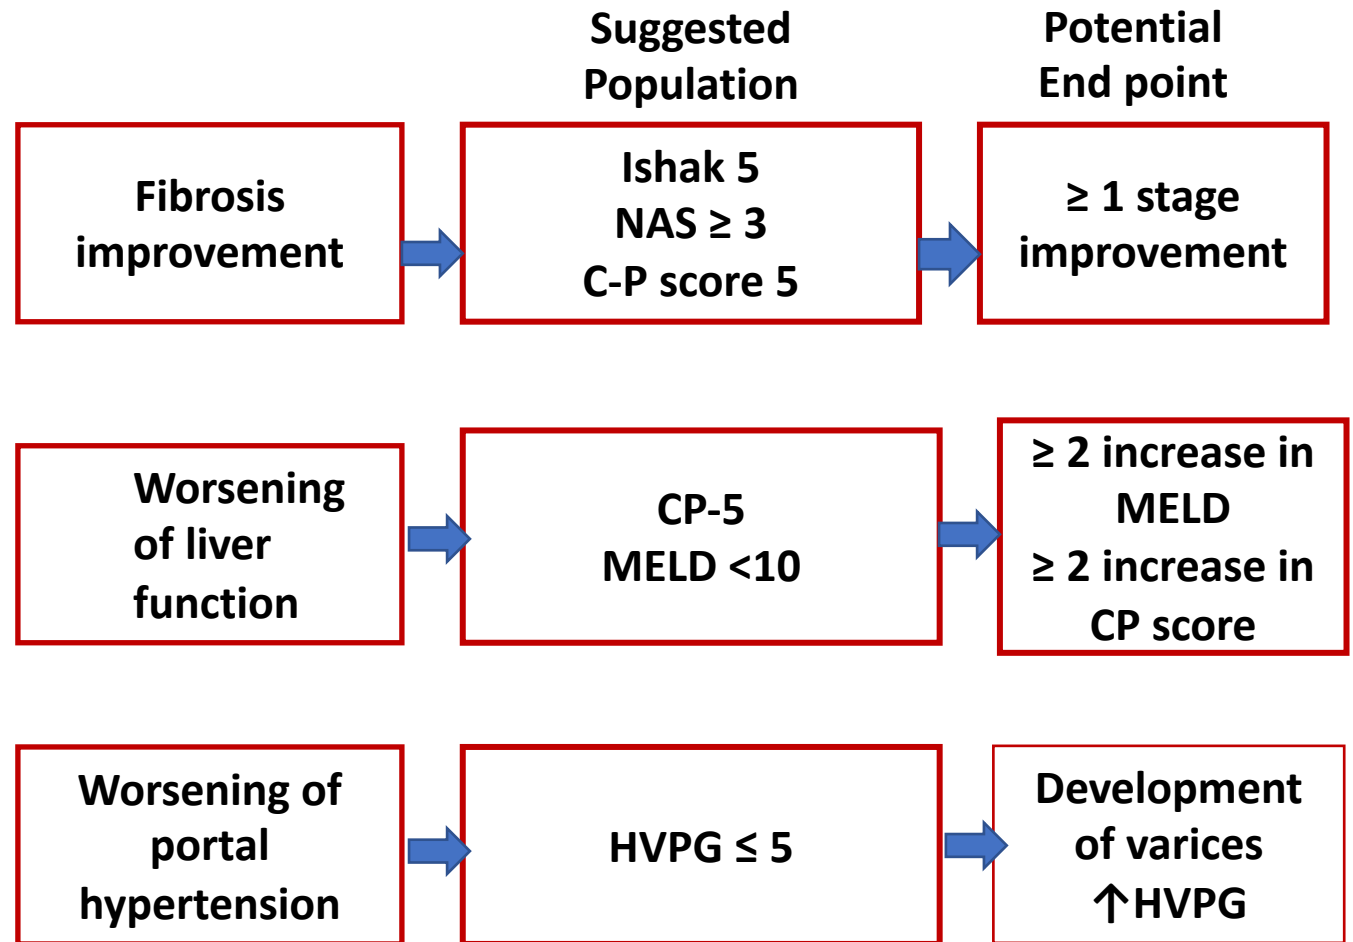 Suggested
Population
Potential
End point
Fibrosis
improvement
Ishak 5
NAS ≥ 3
C-P score 5
≥ 1 stage
improvement
Worsening
of liver
function
CP-5
MELD <10
≥ 2 increase in
MELD
≥ 2 increase in
CP score
Worsening of
portal
hypertension
HVPG ≤ 5
Development
of varices
↑HVPG